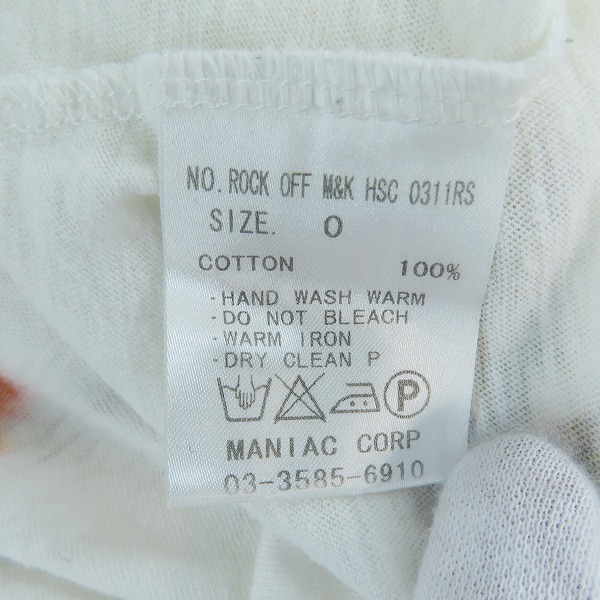 NO. ROCK OFF M&K HSC 0311RS
SIZE. 0
COTTON 100%
·HAND WASH WARM
·DO NOT BLEACH
·WARM IRON
·DRY CLEAN P
P
MANIAC CORP
03-3585-6910